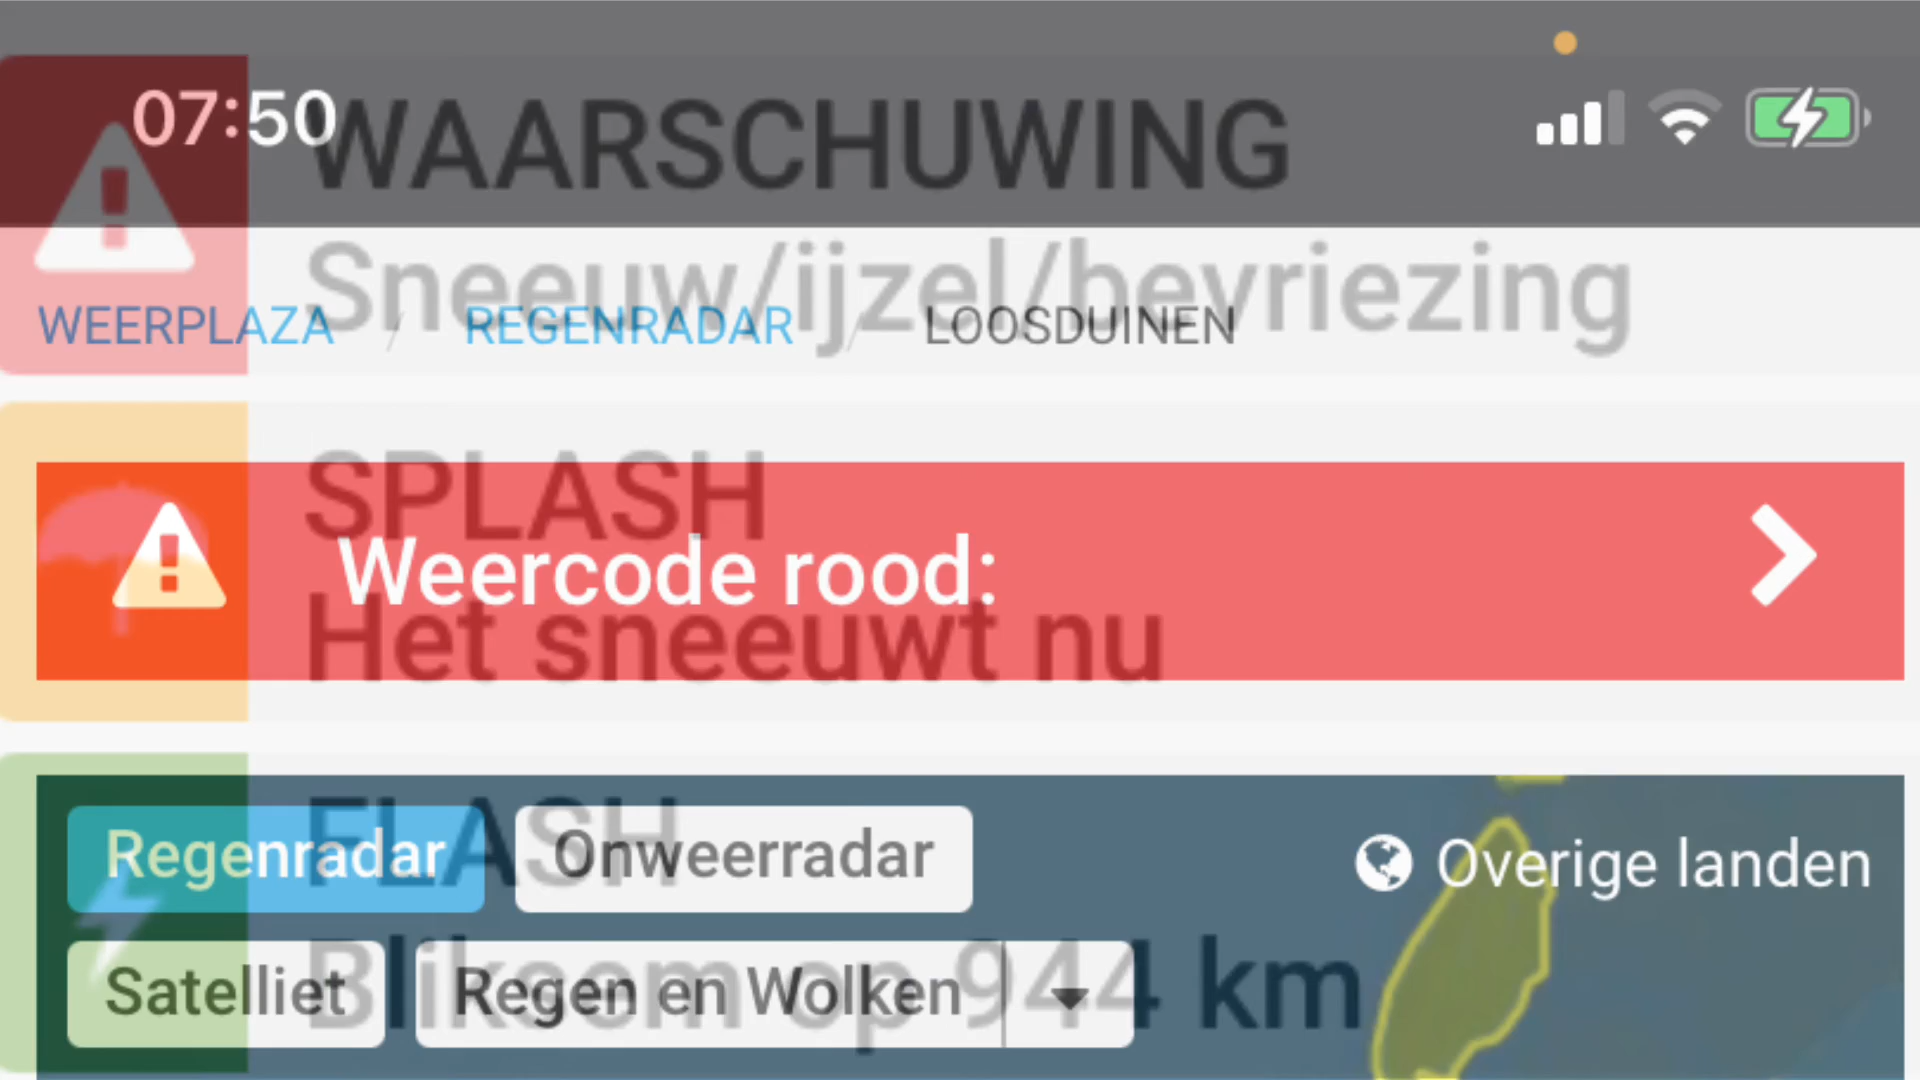 07:50
WAARSCHUWING
Sneeuw/ijzel/bevriezing
WEERPLAZA / REGENRADAR / LOOSDUINEN
SPLASH
Weercode rood:
Het sneeuwt nu
FLASH
Regenradar Onweerradar Overige landen
Bliksem op 944 km
Satelliet Regen en Wolken